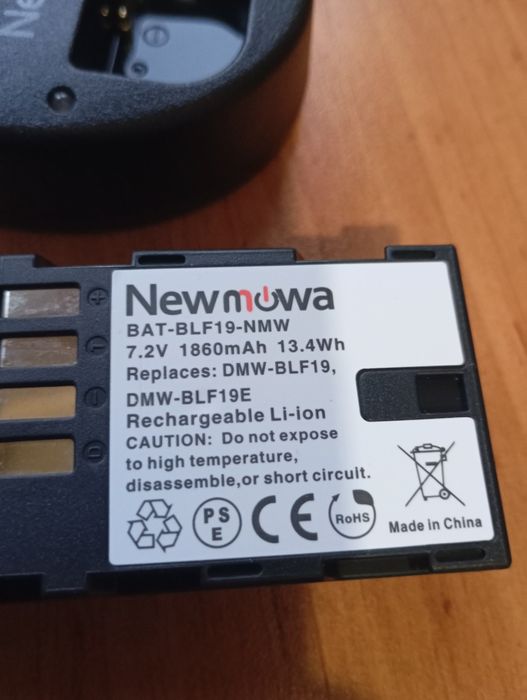 Ne
Newmowa
BAT-BLF19-NMW
7.2V 1860mAh 13.4Wh
Replaces: DMW-BLF19,
DMW-BLF19E
Rechargeable Li-ion
CAUTION: Do not expose
to high temperature,
disassemble,or short circuit.
PS
E
CE
RoHS
Made in China